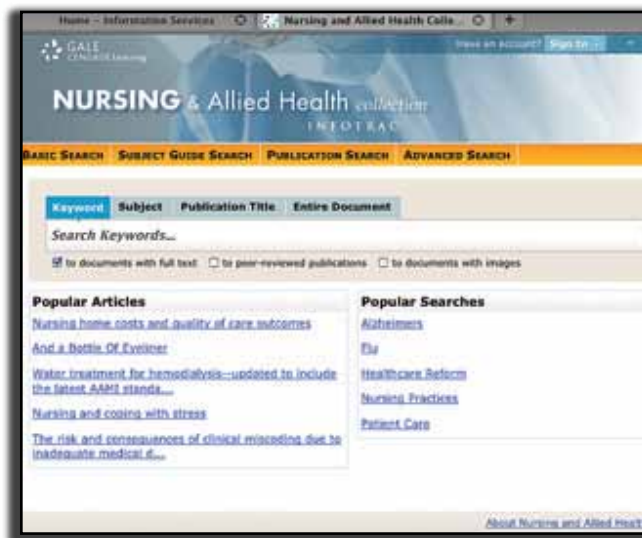 Home – Information Services
Nursing and Allied Health Colle...
GALE
CENGAGE Learning
Have an account? Sign In
NURSING & Allied Health collection
INFOTRAC
BASIC SEARCH SUBJECT GUIDE SEARCH PUBLICATION SEARCH ADVANCED SEARCH
Keyword Subject Publication Title Entire Document
Search Keywords...
to documents with full text to peer-reviewed publications to documents with images
Popular Articles
Nursing home costs and quality of care outcomes
And a Bottle Of Eyeliner
Water treatment for hemodialysis--updated to include
the latest AAMI standa....
Nursing and coping with stress
The risk and consequences of clinical miscoding due to
inadequate medical d....
Popular Searches
Alzheimers
Flu
Healthcare Reform
Nursing Practices
Patient Care
About Nursing and Allied Healt